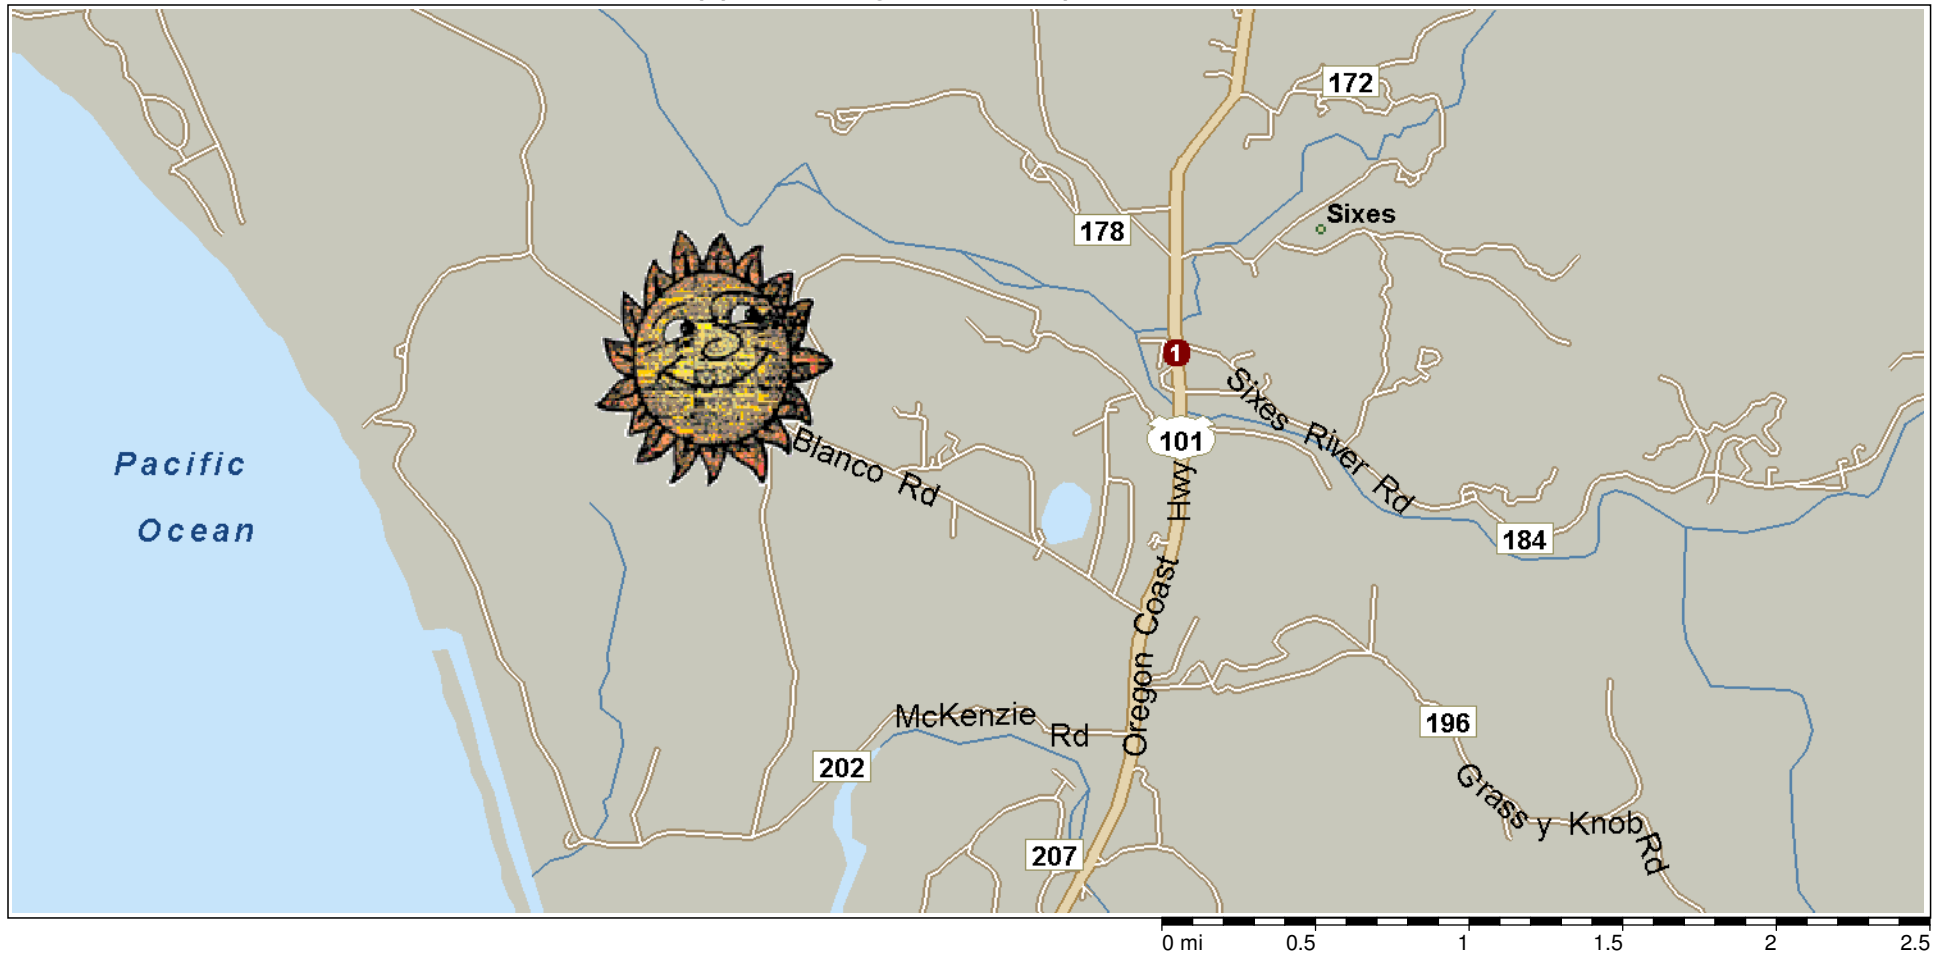 172
Sixes
178
1
Sixes River Rd
101
Blanco Rd
Pacific
Ocean
184
Oregon Coast Hwy
McKenzie Rd
196
202
Grassy Knob Rd
207
0 mi 0.5 1 1.5 2 2.5